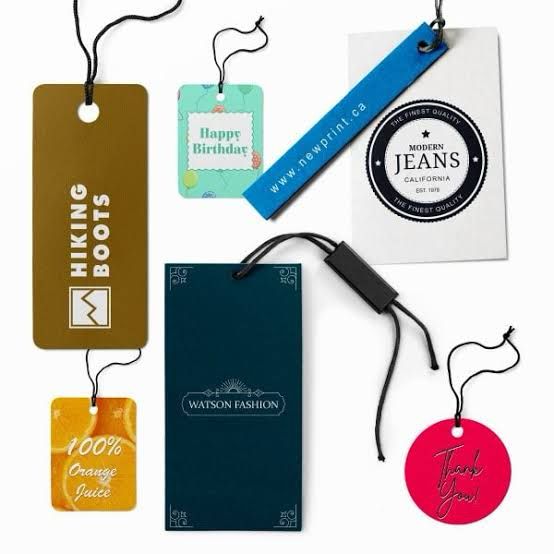 HIKING
BOOTS
Happy
Birthday
www.newprint.ca
THE FINEST QUALITY
MODERN
JEANS
CALIFORNIA
EST. 1978
THE FINEST QUALITY
WATSON FASHION
100%
Orange
Juice
Thank
You!